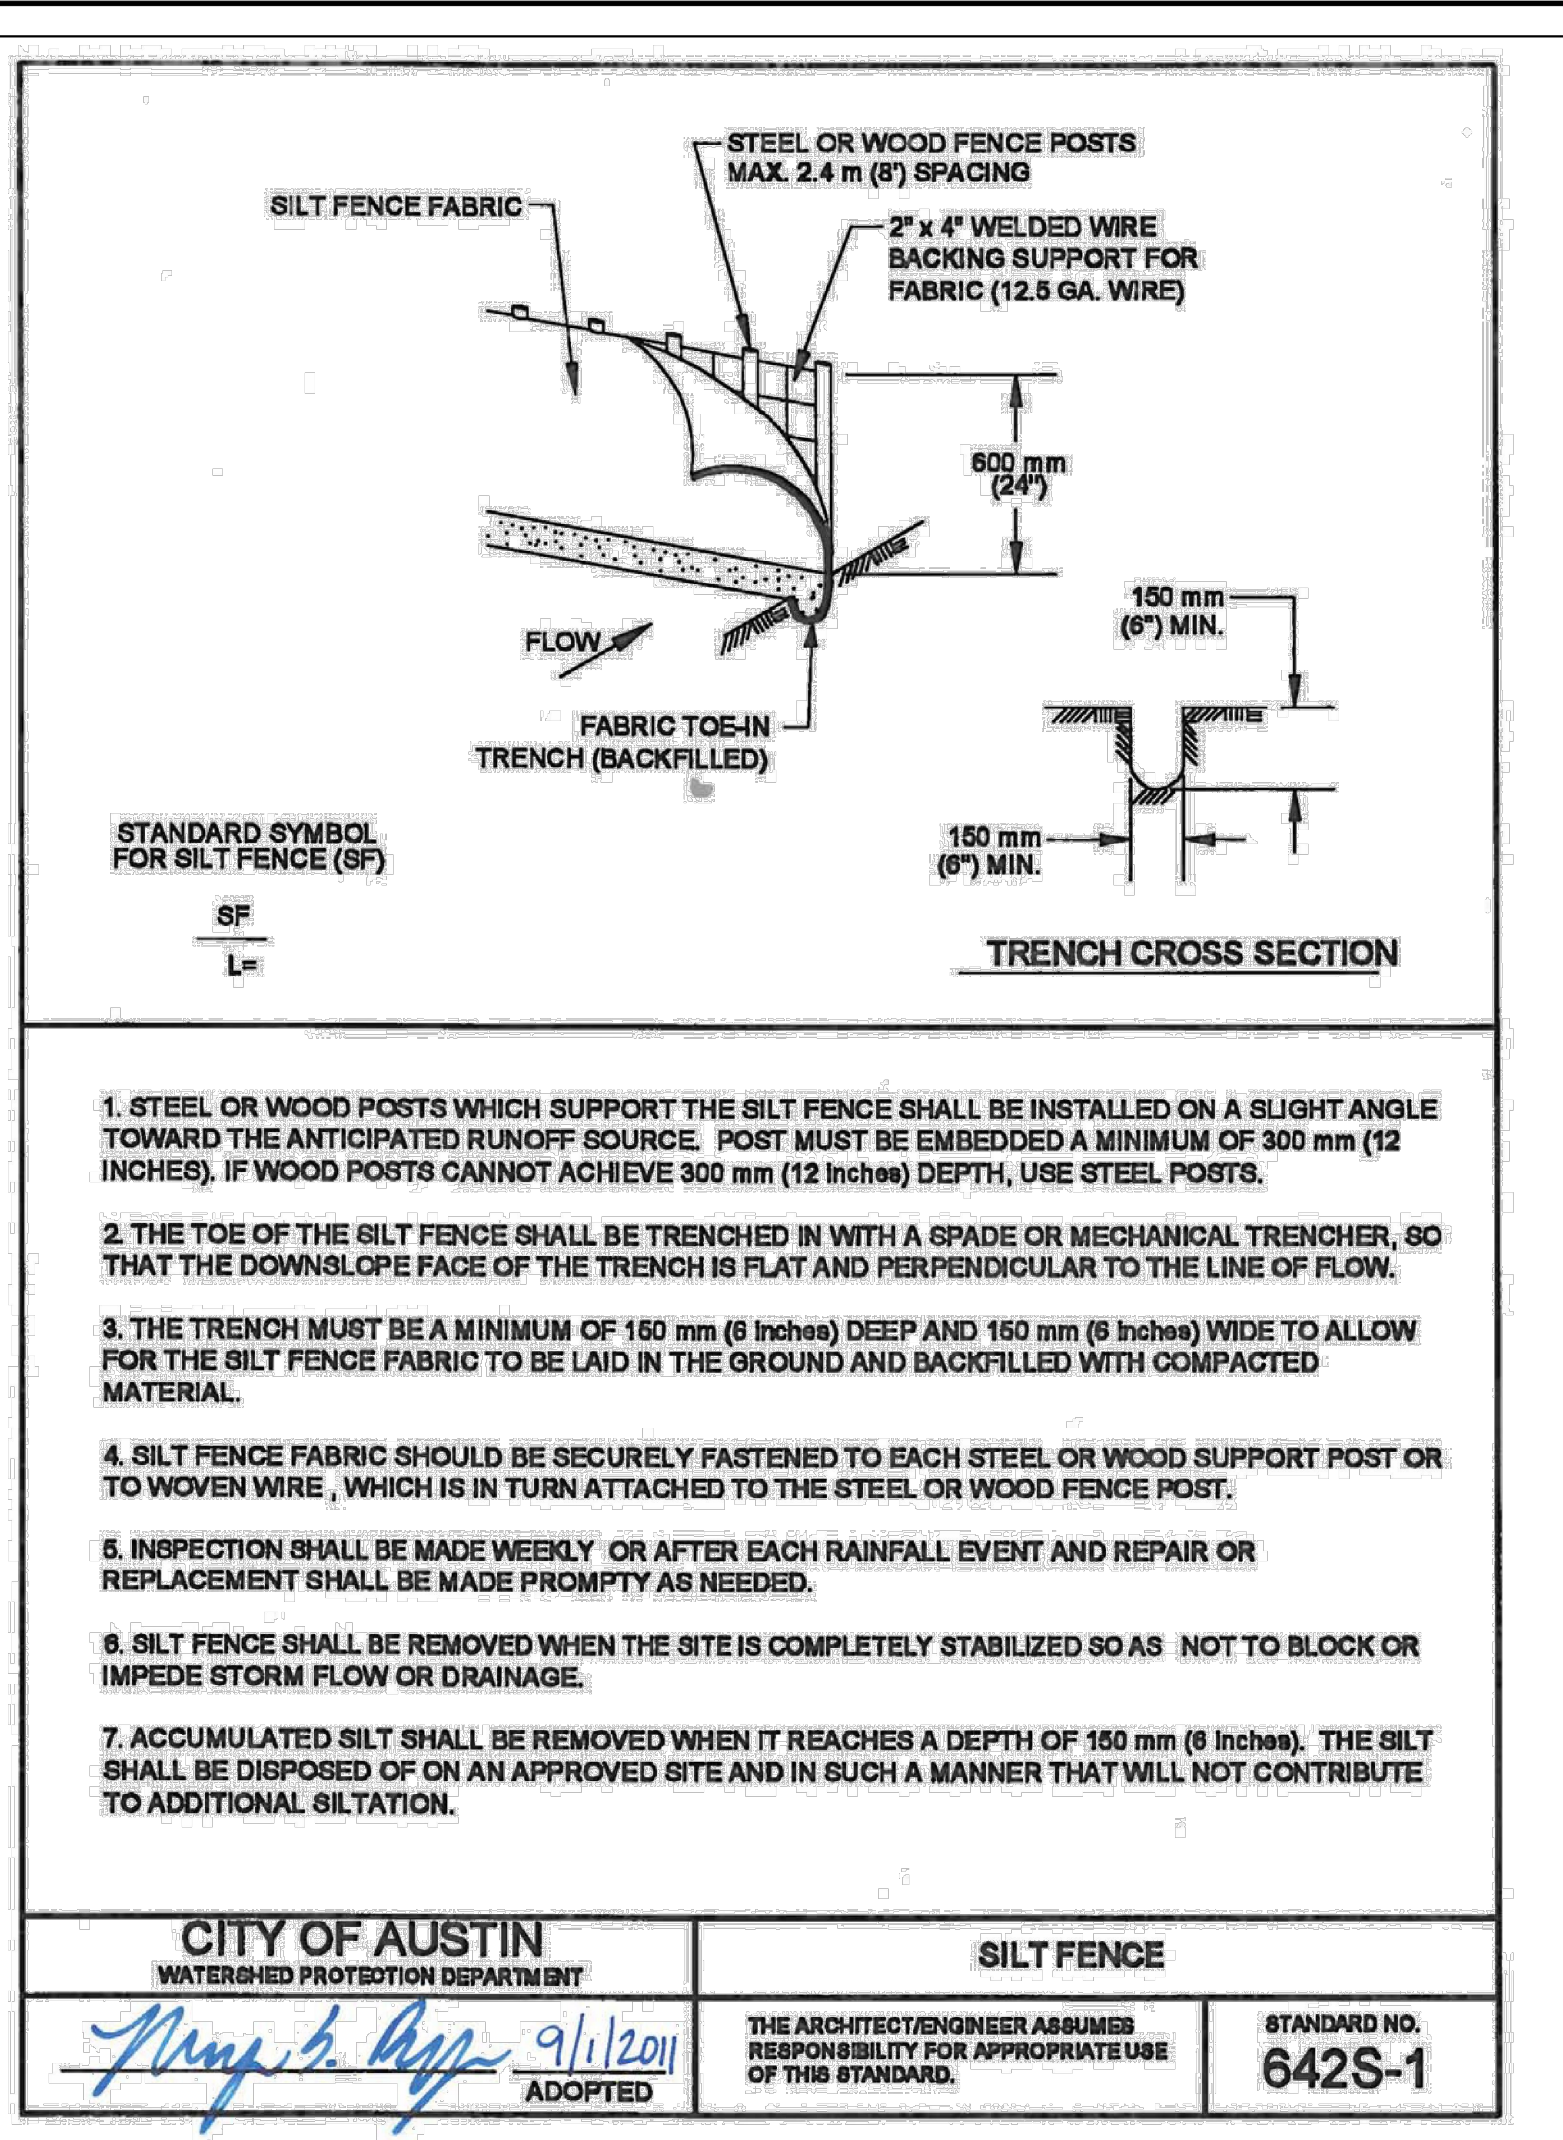 STEEL OR WOOD FENCE POSTS
MAX. 2.4 m (8') SPACING
SILT FENCE FABRIC
2" x 4" WELDED WIRE
BACKING SUPPORT FOR
FABRIC (12.5 GA. WIRE)
600 mm
(24")
150 mm
(6") MIN.
FLOW
FABRIC TOE-IN
TRENCH (BACKFILLED)
STANDARD SYMBOL
FOR SILT FENCE (SF)
150 mm
(6") MIN.
SF
L=
TRENCH CROSS SECTION
1. STEEL OR WOOD POSTS WHICH SUPPORT THE SILT FENCE SHALL BE INSTALLED ON A SLIGHT ANGLE
TOWARD THE ANTICIPATED RUNOFF SOURCE. POST MUST BE EMBEDDED A MINIMUM OF 300 mm (12
INCHES). IF WOOD POSTS CANNOT ACHIEVE 300 mm (12 inches) DEPTH, USE STEEL POSTS.
2. THE TOE OF THE SILT FENCE SHALL BE TRENCHED IN WITH A SPADE OR MECHANICAL TRENCHER, SO
THAT THE DOWNSLOPE FACE OF THE TRENCH IS FLAT AND PERPENDICULAR TO THE LINE OF FLOW.
3. THE TRENCH MUST BE A MINIMUM OF 150 mm (6 inches) DEEP AND 150 mm (6 inches) WIDE TO ALLOW
FOR THE SILT FENCE FABRIC TO BE LAID IN THE GROUND AND BACKFILLED WITH COMPACTED
MATERIAL.
4. SILT FENCE FABRIC SHOULD BE SECURELY FASTENED TO EACH STEEL OR WOOD SUPPORT POST OR
TO WOVEN WIRE , WHICH IS IN TURN ATTACHED TO THE STEEL OR WOOD FENCE POST.
5. INSPECTION SHALL BE MADE WEEKLY OR AFTER EACH RAINFALL EVENT AND REPAIR OR
REPLACEMENT SHALL BE MADE PROMPTY AS NEEDED.
6. SILT FENCE SHALL BE REMOVED WHEN THE SITE IS COMPLETELY STABILIZED SO AS NOT TO BLOCK OR
IMPEDE STORM FLOW OR DRAINAGE.
7. ACCUMULATED SILT SHALL BE REMOVED WHEN IT REACHES A DEPTH OF 150 mm (6 inches). THE SILT
SHALL BE DISPOSED OF ON AN APPROVED SITE AND IN SUCH A MANNER THAT WILL NOT CONTRIBUTE
TO ADDITIONAL SILTATION.
CITY OF AUSTIN
WATERSHED PROTECTION DEPARTMENT
SILT FENCE
9/1/2011
ADOPTED
THE ARCHITECT/ENGINEER ASSUMES
RESPONSIBILITY FOR APPROPRIATE USE
OF THIS STANDARD.
STANDARD NO.
642S-1